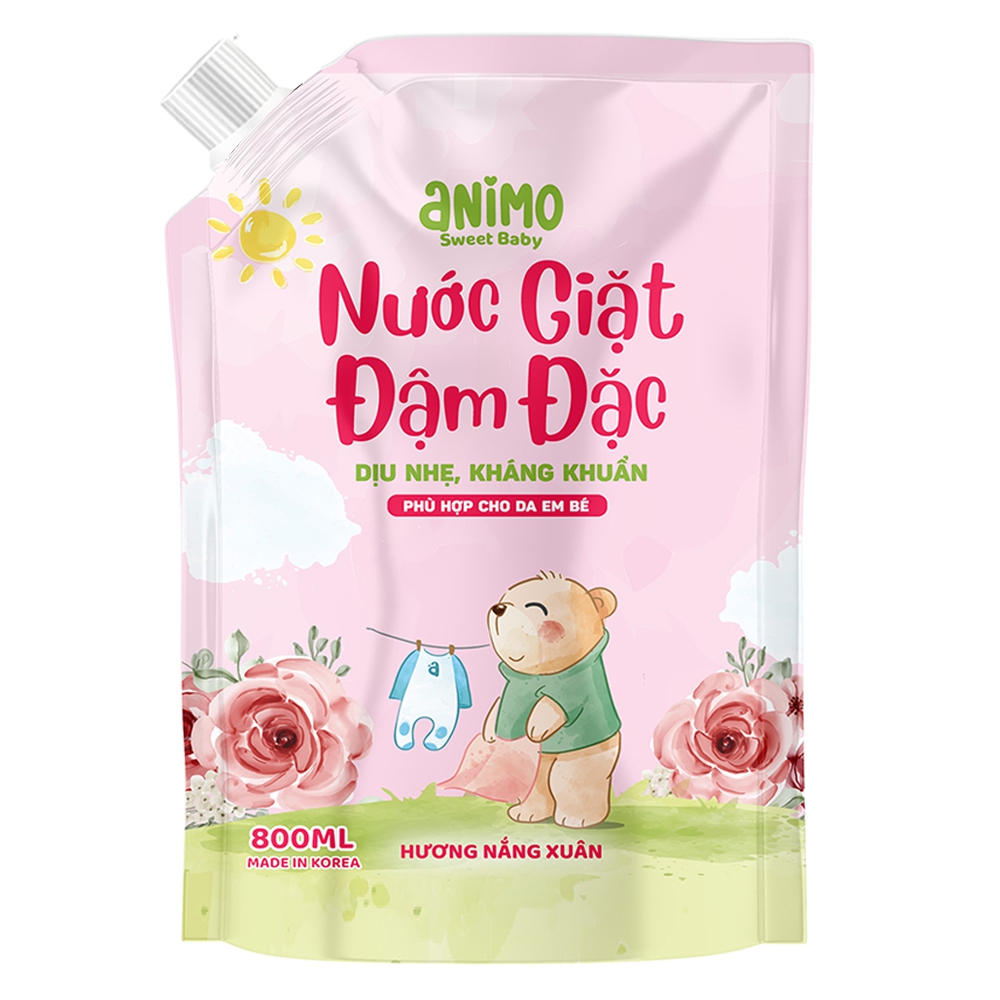 aNiMO
Sweet Baby
Nước Giặt
Đậm Đặc
DỊU NHẸ, KHÁNG KHUẨN
PHÙ HỢP CHO DA EM BÉ
a
800ML
MADE IN KOREA
HƯƠNG NẮNG XUÂN